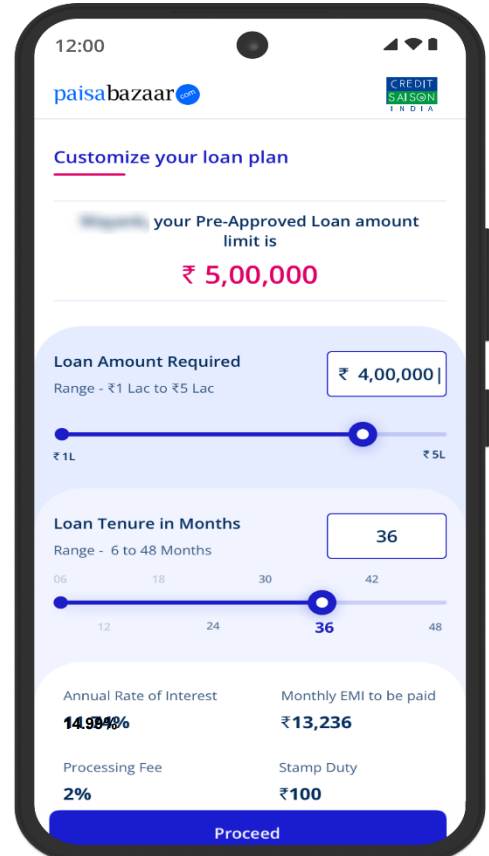 12:00
paisabazaar.com
CREDIT
SAISON
INDIA
Customize your loan plan
your Pre-Approved Loan amount
limit is
₹ 5,00,000
Loan Amount Required
Range - ₹1 Lac to ₹5 Lac
₹ 4,00,000|
₹ 1L
₹ 5L
Loan Tenure in Months
Range - 6 to 48 Months
36
06 18 30 42
12 24 36 48
Annual Rate of Interest
Monthly EMI to be paid
₹13,236
Processing Fee
2%
Stamp Duty
₹100
Proceed